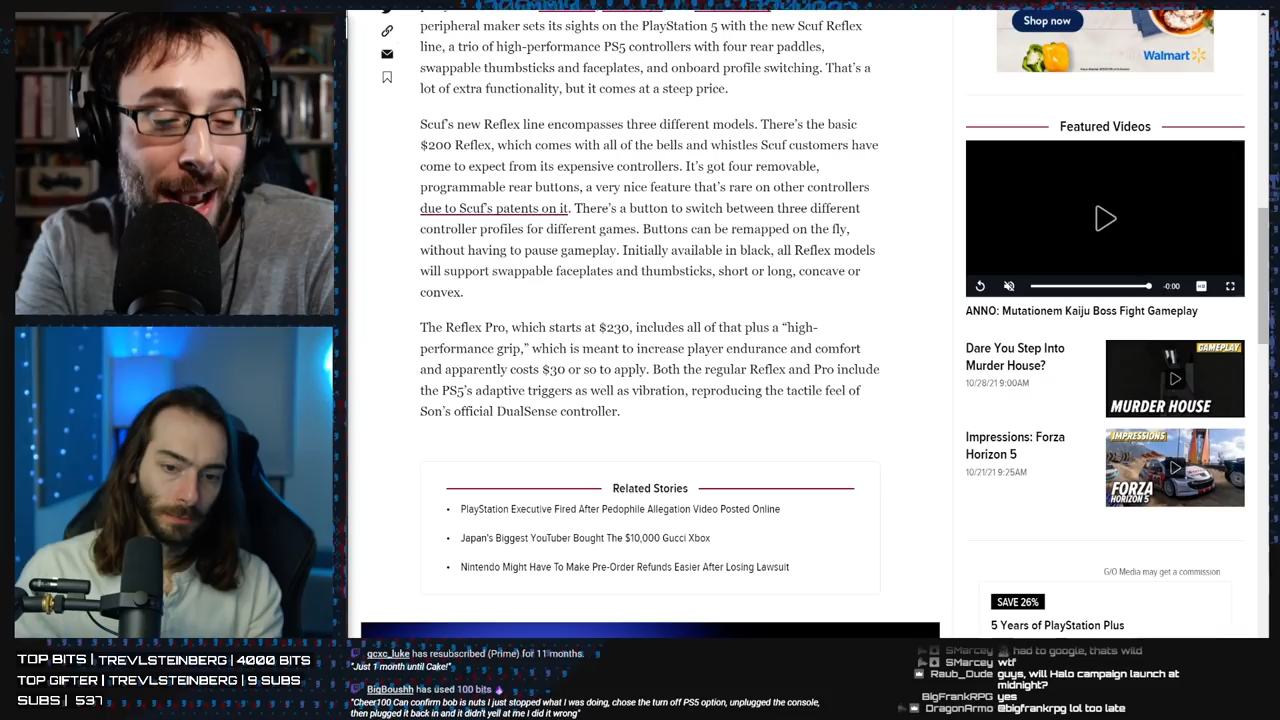 peripheral maker sets its sights on the PlayStation 5 with the new Scuf Reflex
line, a trio of high-performance PS5 controllers with four rear paddles,
swappable thumbsticks and faceplates, and onboard profile switching. That's a
lot of extra functionality, but it comes at a steep price.
Scuf's new Reflex line encompasses three different models. There's the basic
$200 Reflex, which comes with all of the bells and whistles Scuf customers have
come to expect from its expensive controllers. It's got four removable,
programmable rear buttons, a very nice feature that's rare on other controllers
due to Scuf's patents on it. There's a button to switch between three different
controller profiles for different games. Buttons can be remapped on the fly,
without having to pause gameplay. Initially available in black, all Reflex models
will support swappable faceplates and thumbsticks, short or long, concave or
convex.
The Reflex Pro, which starts at $230, includes all of that plus a “high-
performance grip,” which is meant to increase player endurance and comfort
and apparently costs $30 or so to apply. Both the regular Reflex and Pro include
the PS5's adaptive triggers as well as vibration, reproducing the tactile feel of
Son's official DualSense controller.
Related Stories
• PlayStation Executive Fired After Pedophile Allegation Video Posted Online
• Japan's Biggest YouTuber Bought The $10,000 Gucci Xbox
• Nintendo Might Have To Make Pre-Order Refunds Easier After Losing Lawsuit
Shop now
Walmart
Featured Videos
-0:00
ANNO: Mutationem Kaiju Boss Fight Gameplay
Dare You Step Into
Murder House?
10/28/21 9:00AM
GAMEPLAY
MURDER HOUSE
Impressions: Forza
Horizon 5
10/21/21 9:25AM
IMPRESSIONS
FORZA
HORIZON 5
G/O Media may get a commission
SAVE 26%
5 Years of PlayStation Plus
TOP BITS | TREVLSTEINBERG | 4000 BITS
TOP GIFTER | TREVLSTEINBERG | 9 SUBS
SUBS | 537
gcxc_luke has resubscribed (Prime) for 11 months.
"Just 1 month until Cake!"
BigBoushh has used 100 bits
"Cheer100 Can confirm bob is nuts I just stopped what I was doing, chose the turn off PS5 option, unplugged the console,
then plugged it back in and it didn't yell at me i did it wrong"
SMarcey had to google, thats wild
SMarcey wtf
Raub_Dude guys, will Halo campaign launch at
midnight?
BigFrankRPG yes
DragonArmo @bigfrankrpg lol too late